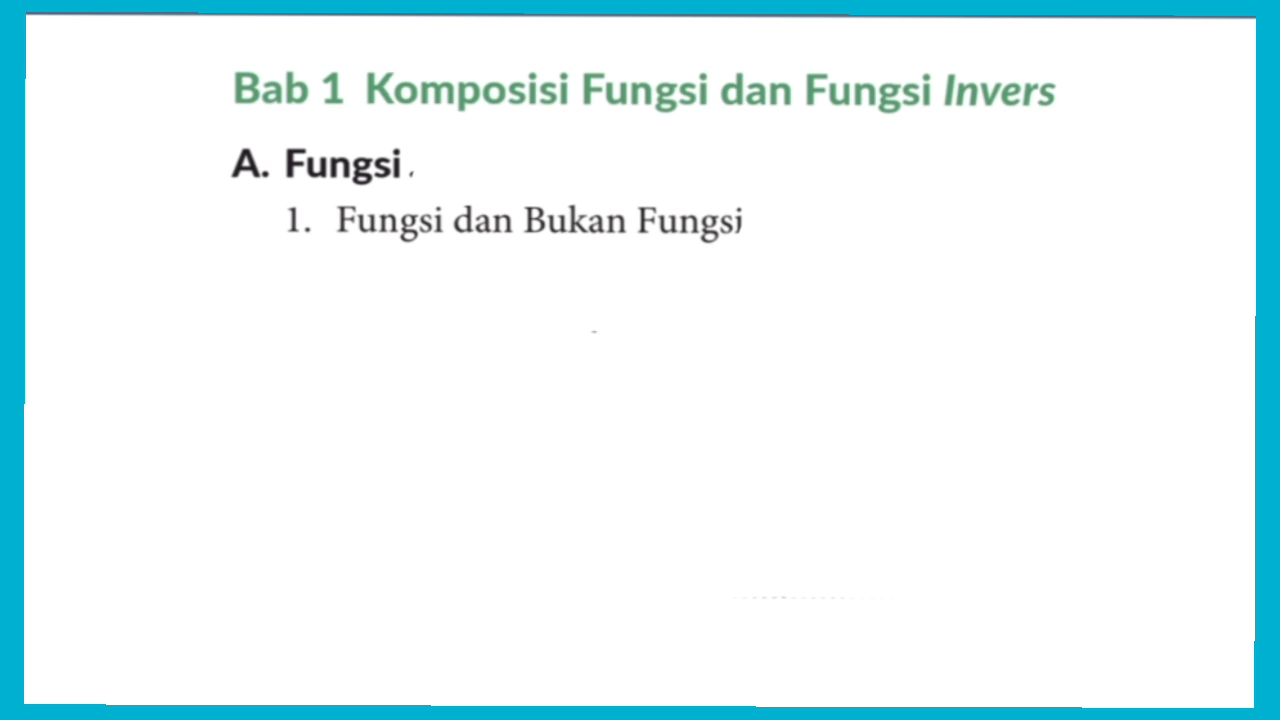 Bab 1 Komposisi Fungsi dan Fungsi Invers
A. Fungsi
1. Fungsi dan Bukan Fungsi